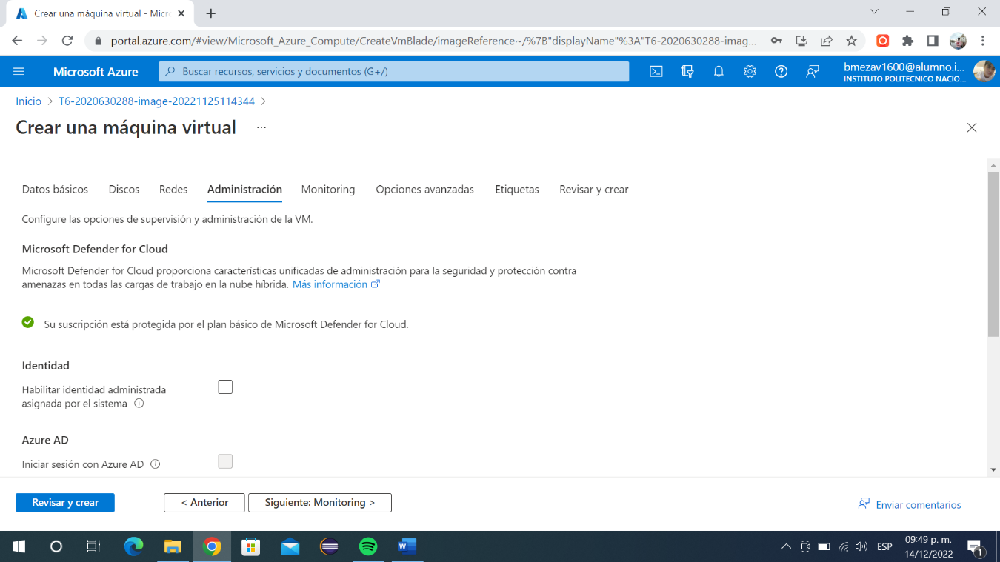 Crear una máquina virtual - Micr
portal.azure.com/#view/Microsoft_Azure_Compute/CreateVmBlade/imageReference~/%7B"displayName"%3A"T6-2020630288-imag...
Microsoft Azure
Buscar recursos, servicios y documentos (G+/)
bmezav1600@alumno.i...
INSTITUTO POLITECNICO NACIO...
Inicio > T6-2020630288-image-20221125114344 >
Crear una máquina virtual ...
Datos básicos Discos Redes Administración Monitoring Opciones avanzadas Etiquetas Revisar y crear
Configure las opciones de supervisión y administración de la VM.
Microsoft Defender for Cloud
Microsoft Defender for Cloud proporciona características unificadas de administración para la seguridad y protección contra
amenazas en todas las cargas de trabajo en la nube híbrida. Más información
Su suscripción está protegida por el plan básico de Microsoft Defender for Cloud.
Identidad
Habilitar identidad administrada
asignada por el sistema
Azure AD
Iniciar sesión con Azure AD
Revisar y crear
< Anterior
Siguiente: Monitoring >
Enviar comentarios
ESP
09:49 p. m.
14/12/2022
1